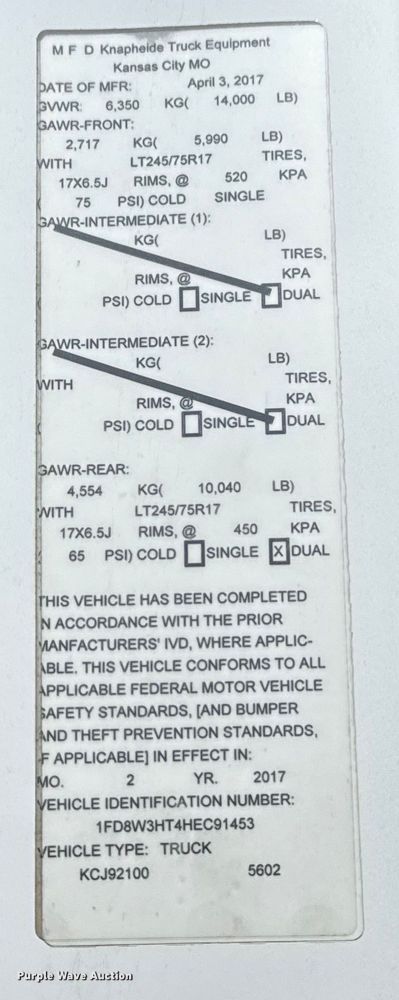 M F D Knapheide Truck Equipment
Kansas City MO
DATE OF MFR: April 3, 2017
GVWR: 6,350 KG( 14,000 LB)
GAWR-FRONT:
2,717 KG( 5,990 LB)
WITH LT245/75R17 TIRES,
17X6.5J RIMS, @ 520 KPA
( 75 PSI) COLD SINGLE
GAWR-INTERMEDIATE (1):
KG( LB)
TIRES,
RIMS, @ KPA
( PSI) COLD SINGLE DUAL
GAWR-INTERMEDIATE (2):
KG( LB)
WITH TIRES,
RIMS, @ KPA
( PSI) COLD SINGLE DUAL
GAWR-REAR:
4,554 KG( 10,040 LB)
WITH LT245/75R17 TIRES,
17X6.5J RIMS, @ 450 KPA
( 65 PSI) COLD SINGLE X DUAL
THIS VEHICLE HAS BEEN COMPLETED
IN ACCORDANCE WITH THE PRIOR
MANFACTURERS' IVD, WHERE APPLIC-
ABLE. THIS VEHICLE CONFORMS TO ALL
APPLICABLE FEDERAL MOTOR VEHICLE
SAFETY STANDARDS, [AND BUMPER
AND THEFT PREVENTION STANDARDS,
IF APPLICABLE] IN EFFECT IN:
MO. 2 YR. 2017
VEHICLE IDENTIFICATION NUMBER:
1FD8W3HT4HEC91453
VEHICLE TYPE: TRUCK
KCJ92100 5602
Purple Wave Auction